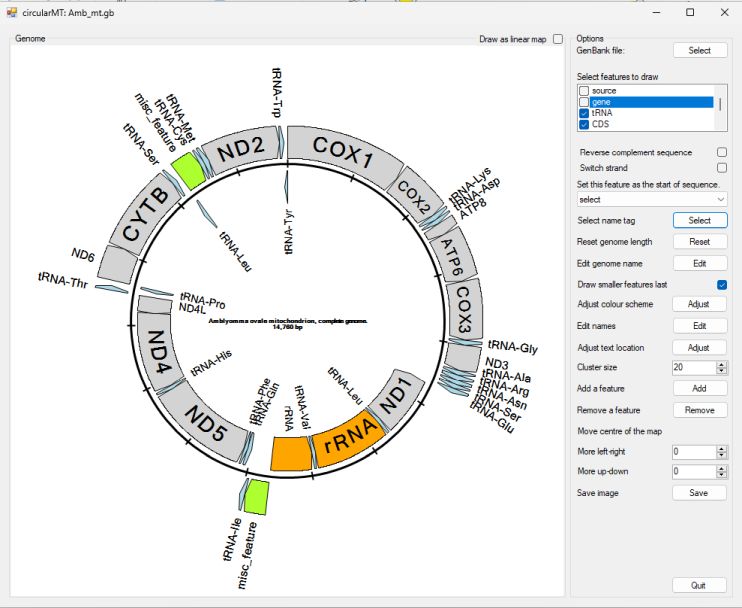 circularMT: Amb_mt.gb
Genome
Draw as linear map
tRNA-Trp
COX1
COX2
tRNA-Lys
tRNA-Asp
ATP8
ATP6
COX3
tRNA-Gly
ND3
tRNA-Ala
tRNA-Arg
tRNA-Asn
tRNA-Ser
tRNA-Glu
ND1
tRNA-Leu
rRNA
tRNA-Val
rRNA
misc_feature
tRNA-Ile
tRNA-Gln
tRNA-Phe
ND5
tRNA-His
ND4
ND4L
tRNA-Pro
tRNA-Thr
ND6
CYTB
tRNA-Ser
tRNA-Leu
misc_feature
tRNA-Cys
tRNA-Met
ND2
tRNA-Tyr
Amblyomma ovale mitochondrion, complete genome.
14,760 bp
Options
GenBank file:
Select
Select features to draw
source
gene
tRNA
CDS
Reverse complement sequence
Switch strand
Set this feature as the start of sequence.
select
Select name tag
Select
Reset genome length
Reset
Edit genome name
Edit
Draw smaller features last
Adjust colour scheme
Adjust
Edit names
Edit
Adjust text location
Adjust
Cluster size
20
Add a feature
Add
Remove a feature
Remove
Move centre of the map
More left-right
0
More up-down
0
Save image
Save
Quit